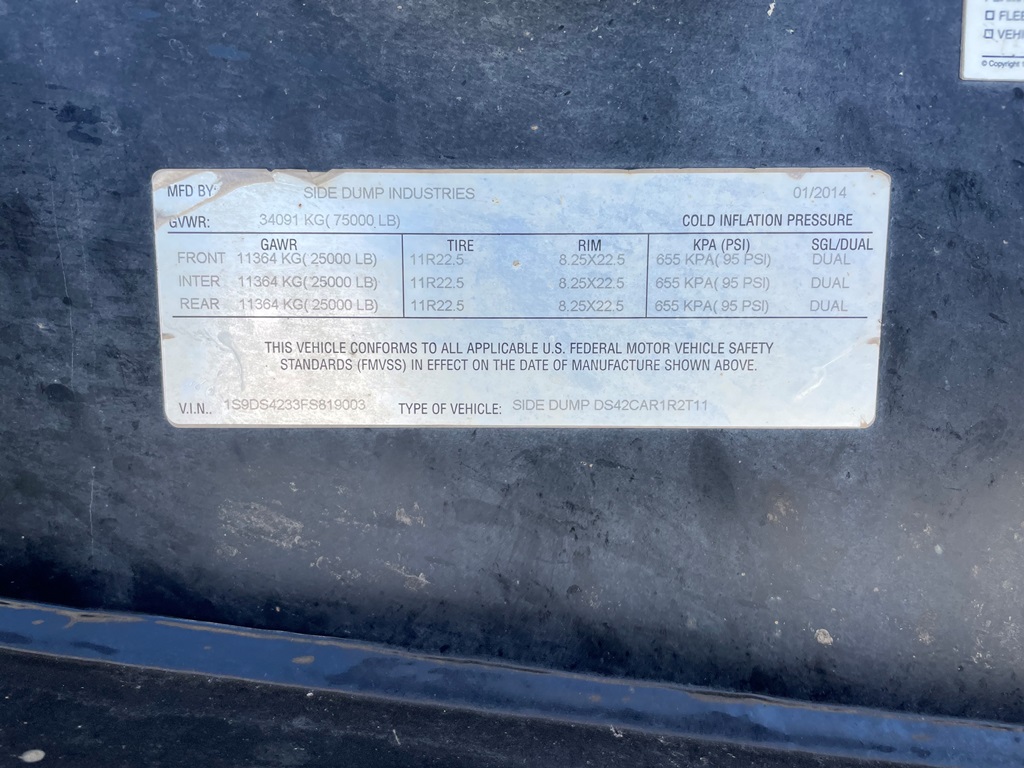 □ FLEE
□ VEHI
© Copyright 1
MFD BY: SIDE DUMP INDUSTRIES 01/2014
GVWR: 34091 KG( 75000 LB) COLD INFLATION PRESSURE
GAWR TIRE RIM KPA (PSI) SGL/DUAL
FRONT 11364 KG( 25000 LB) 11R22.5 8.25X22.5 655 KPA( 95 PSI) DUAL
INTER 11364 KG( 25000 LB) 11R22.5 8.25X22.5 655 KPA( 95 PSI) DUAL
REAR 11364 KG( 25000 LB) 11R22.5 8.25X22.5 655 KPA( 95 PSI) DUAL
THIS VEHICLE CONFORMS TO ALL APPLICABLE U.S. FEDERAL MOTOR VEHICLE SAFETY
STANDARDS (FMVSS) IN EFFECT ON THE DATE OF MANUFACTURE SHOWN ABOVE.
V.I.N.. 1S9DS4233FS819003 TYPE OF VEHICLE: SIDE DUMP DS42CAR1R2T11